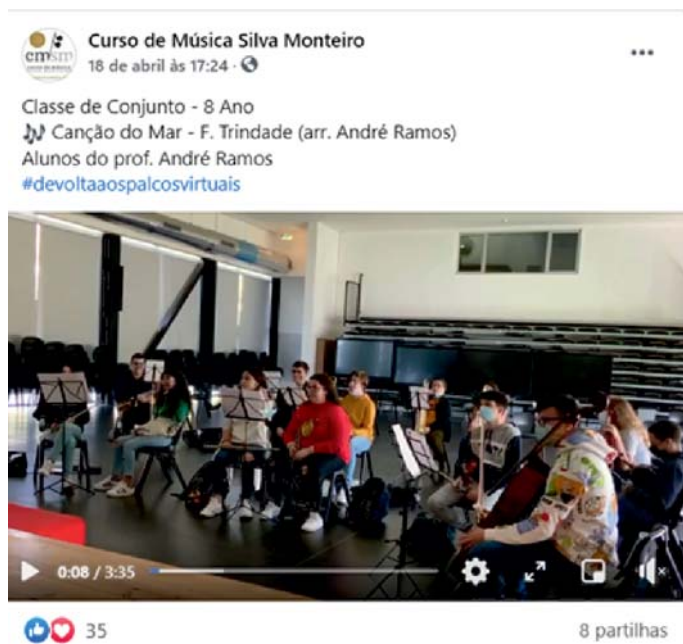 emsm
Curso de Música Silva Monteiro
18 de abril às 17:24 ·
Classe de Conjunto - 8 Ano
Canção do Mar - F. Trindade (arr. André Ramos)
Alunos do prof. André Ramos
#devoltaaospalcosvirtuais
0:08 / 3:35
35
8 partilhas